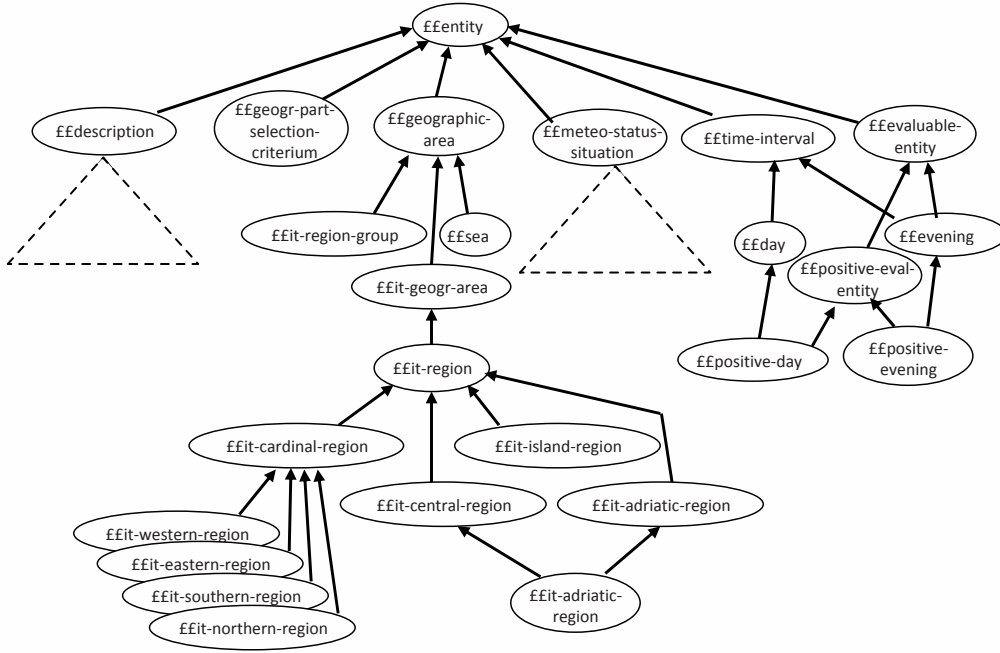 ££entity
££description
££geogr-part-
selection-
criterium
££geographic-
area
££meteo-status-
situation
££time-interval
££evaluable-
entity
££it-region-group
££sea
££day
££evening
££it-geogr-area
££positive-eval-
entity
££it-region
££positive-day
££positive-
evening
££it-cardinal-region
££it-island-region
££it-central-region
££it-adriatic-region
££it-western-region
££it-eastern-region
££it-southern-region
££it-northern-region
££it-adriatic-
region